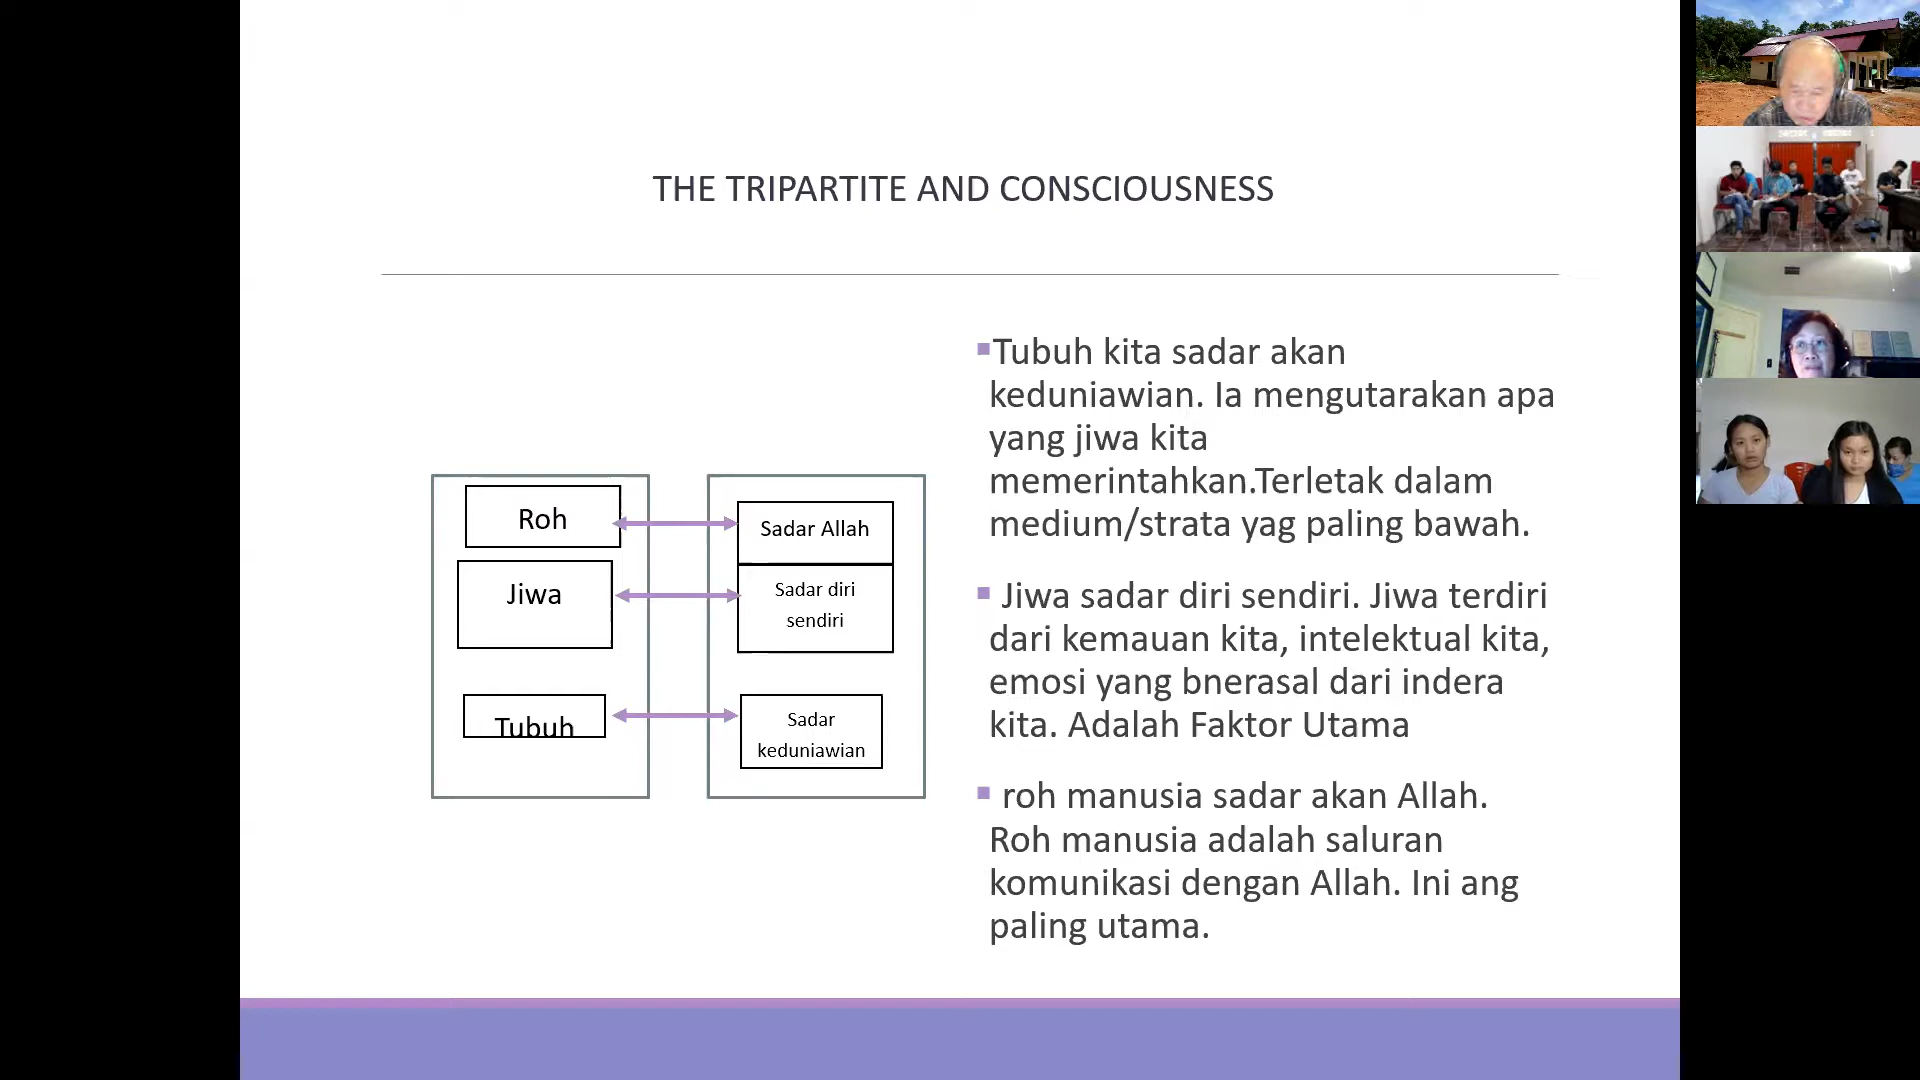 THE TRIPARTITE AND CONSCIOUSNESS
Roh
Jiwa
Tubuh
Sadar Allah
Sadar diri
sendiri
Sadar
keduniawian
▪Tubuh kita sadar akan
keduniawian. Ia mengutarakan apa
yang jiwa kita
memerintahkan.Terletak dalam
medium/strata yag paling bawah.
▪ Jiwa sadar diri sendiri. Jiwa terdiri
dari kemauan kita, intelektual kita,
emosi yang bnerasal dari indera
kita. Adalah Faktor Utama
▪ roh manusia sadar akan Allah.
Roh manusia adalah saluran
komunikasi dengan Allah. Ini ang
paling utama.